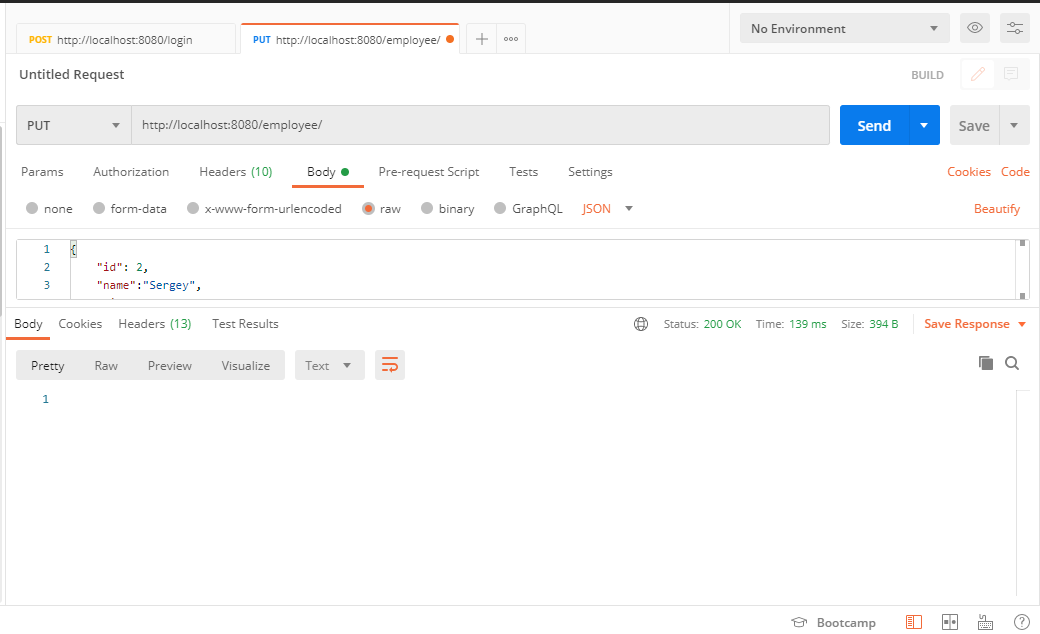 POST http://localhost:8080/login PUT http://localhost:8080/employee/ No Environment
Untitled Request BUILD
PUT http://localhost:8080/employee/ Send Save
Params Authorization Headers (10) Body Pre-request Script Tests Settings Cookies Code
none form-data x-www-form-urlencoded raw binary GraphQL JSON Beautify
1 {
2 "id": 2,
3 "name":"Sergey",
Body Cookies Headers (13) Test Results Status: 200 OK Time: 139 ms Size: 394 B Save Response
Pretty Raw Preview Visualize Text
1
Bootcamp